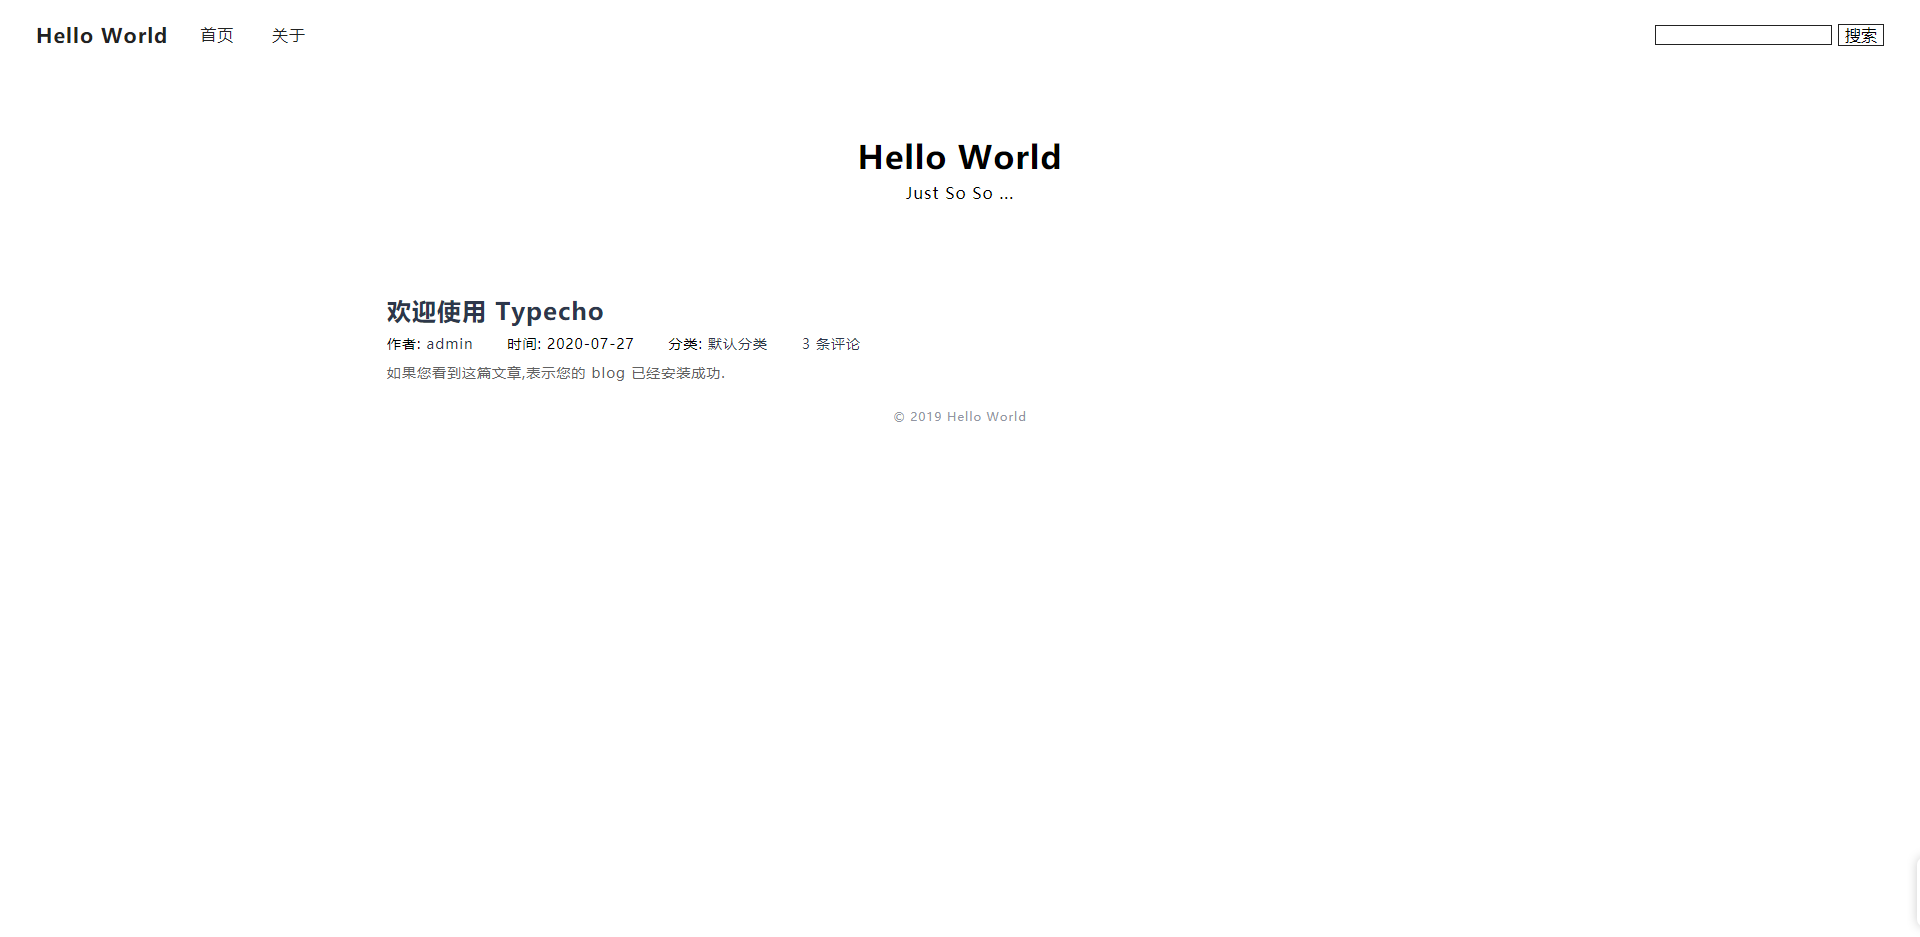 Hello World 首页 关于 搜索
Hello World
Just So So ...
欢迎使用 Typecho
作者: admin 时间: 2020-07-27 分类: 默认分类 3 条评论
如果您看到这篇文章,表示您的 blog 已经安装成功.
© 2019 Hello World